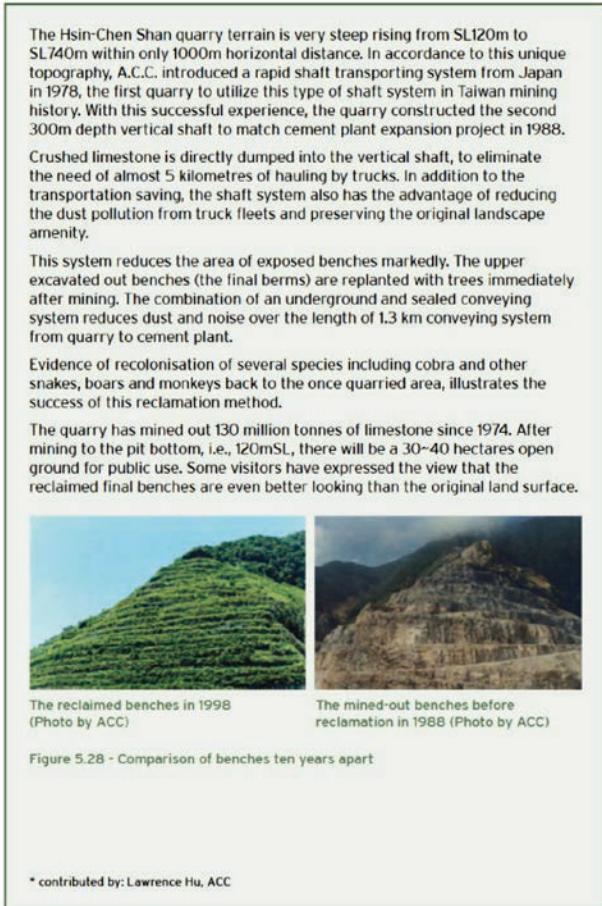 The Hsin-Chen Shan quarry terrain is very steep rising from SL120m to
SL740m within only 1000m horizontal distance. In accordance to this unique
topography, A.C.C. introduced a rapid shaft transporting system from Japan
in 1978, the first quarry to utilize this type of shaft system in Taiwan mining
history. With this successful experience, the quarry constructed the second
300m depth vertical shaft to match cement plant expansion project in 1988.
Crushed limestone is directly dumped into the vertical shaft, to eliminate
the need of almost 5 kilometres of hauling by trucks. In addition to the
transportation saving, the shaft system also has the advantage of reducing
the dust pollution from truck fleets and preserving the original landscape
amenity.
This system reduces the area of exposed benches markedly. The upper
excavated out benches (the final berms) are replanted with trees immediately
after mining. The combination of an underground and sealed conveying
system reduces dust and noise over the length of 1.3 km conveying system
from quarry to cement plant.
Evidence of recolonisation of several species including cobra and other
snakes, boars and monkeys back to the once quarried area, illustrates the
success of this reclamation method.
The quarry has mined out 130 million tonnes of limestone since 1974. After
mining to the pit bottom, i.e., 120mSL, there will be a 30~40 hectares open
ground for public use. Some visitors have expressed the view that the
reclaimed final benches are even better looking than the original land surface.
The reclaimed benches in 1998
(Photo by ACC)
The mined-out benches before
reclamation in 1988 (Photo by ACC)
Figure 5.28 - Comparison of benches ten years apart
* contributed by: Lawrence Hu, ACC